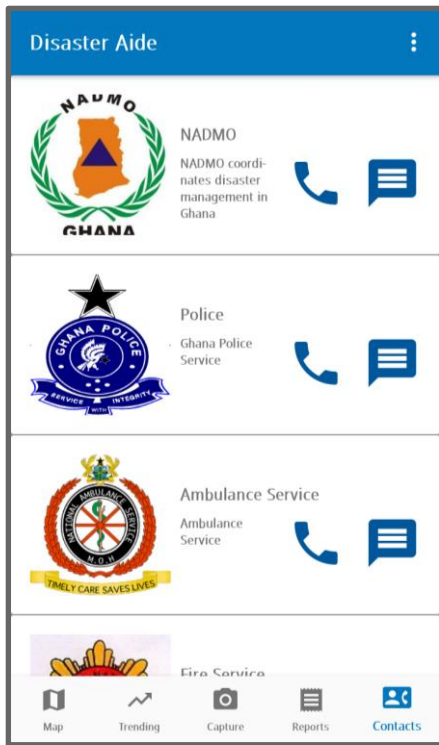 Disaster Aide
NADMO
GHANA
NADMO
NADMO coordi-
nates disaster
management in
Ghana
GHANA POLICE
SERVICE WITH INTEGRITY
Police
Ghana Police
Service
NATIONAL AMBULANCE SERVICE
M.O.H
TIMELY CARE SAVES LIVES
Ambulance Service
Ambulance
Service
Fire Service
Map
Trending
Capture
Reports
Contacts